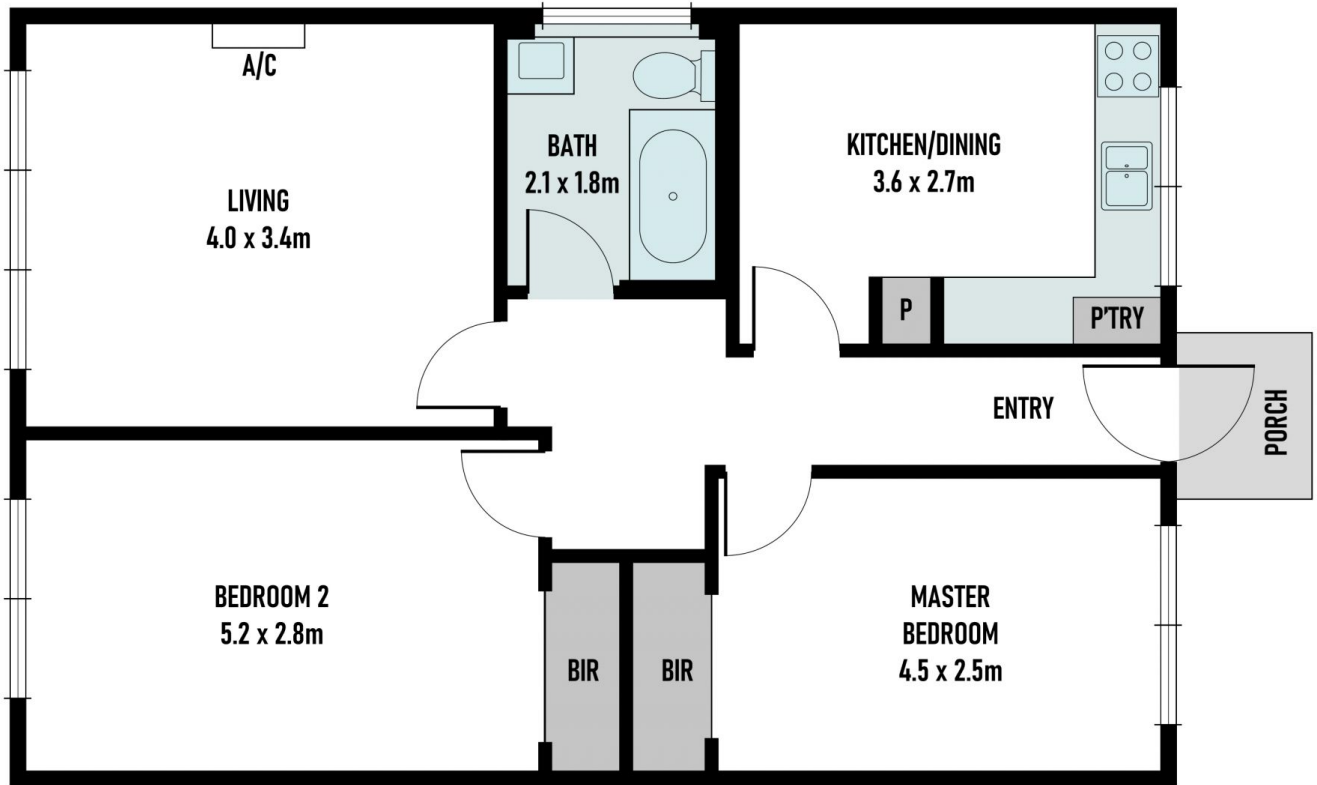 A/C
LIVING
4.0 x 3.4m
BATH
2.1 x 1.8m
KITCHEN/DINING
3.6 x 2.7m
P
P'TRY
ENTRY
PORCH
BEDROOM 2
5.2 x 2.8m
BIR
BIR
MASTER
BEDROOM
4.5 x 2.5m